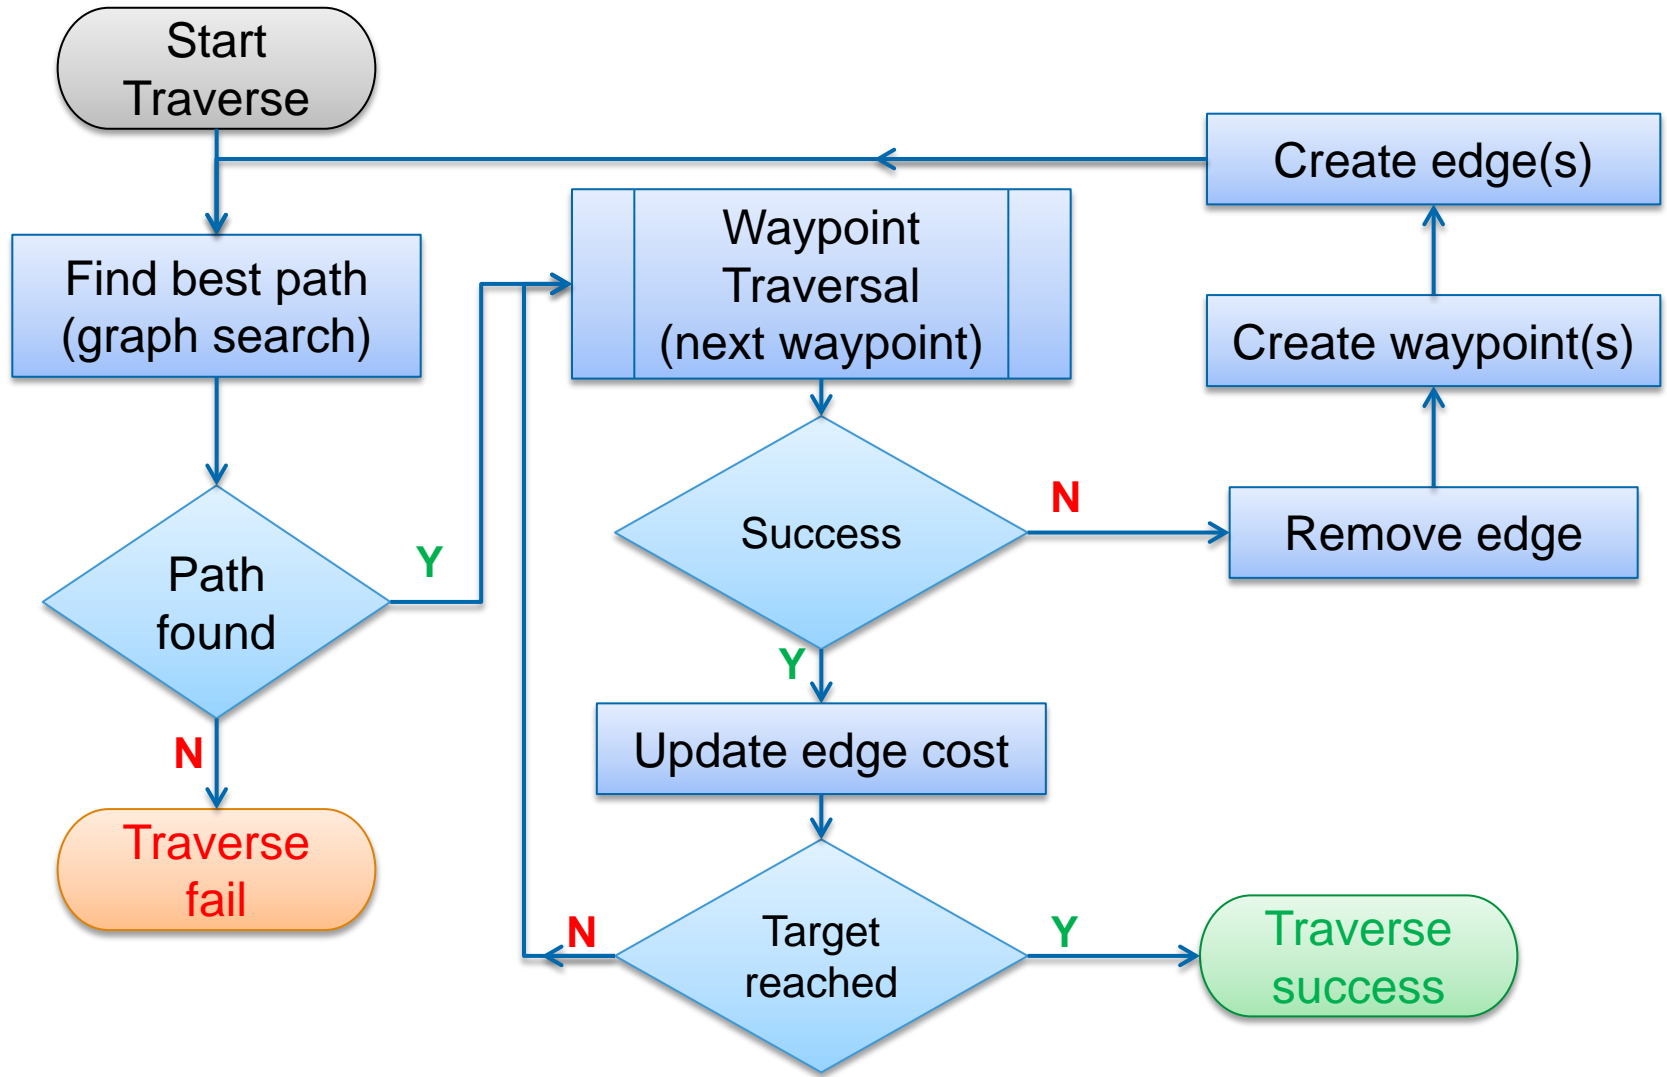 Start
Traverse
Create edge(s)
Waypoint
Traversal
(next waypoint)
Find best path
(graph search)
Create waypoint(s)
N
Success
Remove edge
Y
Path
found
Y
N
Update edge cost
Traverse
fail
N
Target
reached
Y
Traverse
success